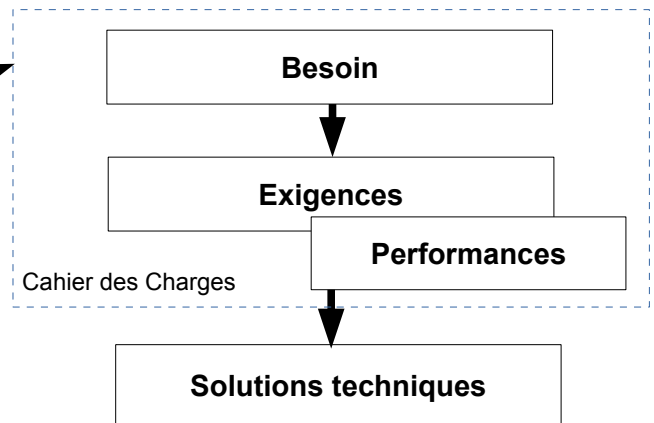 Besoin
Exigences
Performances
Cahier des Charges
Solutions techniques